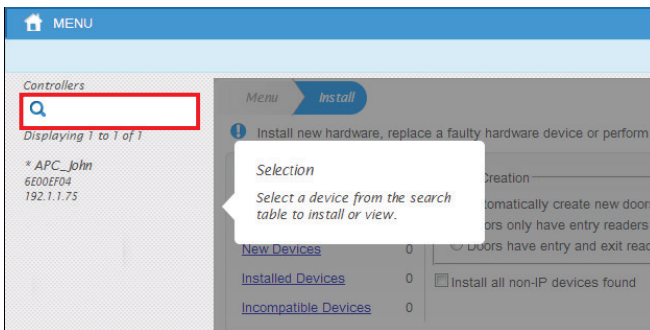 MENU
Controllers
Displaying 1 to 1 of 1
* APC_John
6E00EF04
192.1.1.75
Menu
Install
Install new hardware, replace a faulty hardware device or perform
Selection
Select a device from the search
table to install or view.
New Devices 0
Installed Devices 0
Incompatible Devices 0
Creation
tomatically create new doors
ors only have entry readers
Doors have entry and exit read
Install all non-IP devices found